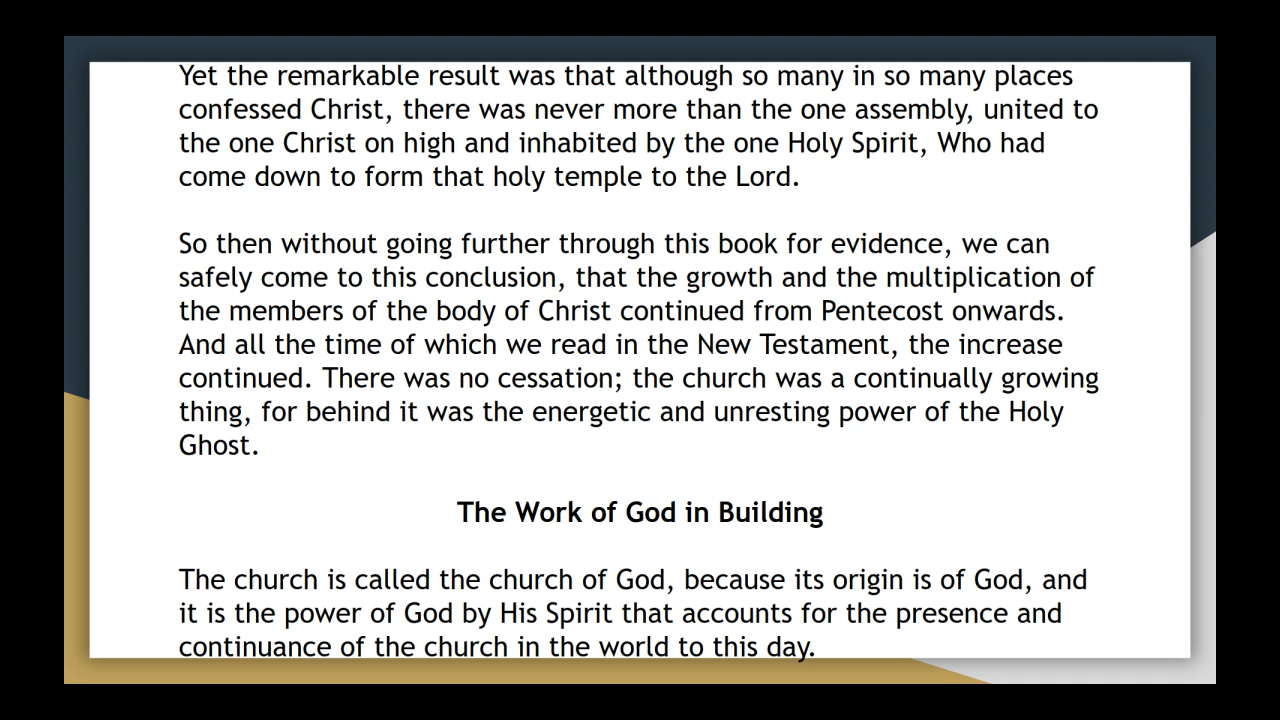 Yet the remarkable result was that although so many in so many places
confessed Christ, there was never more than the one assembly, united to
the one Christ on high and inhabited by the one Holy Spirit, Who had
come down to form that holy temple to the Lord.
So then without going further through this book for evidence, we can
safely come to this conclusion, that the growth and the multiplication of
the members of the body of Christ continued from Pentecost onwards.
And all the time of which we read in the New Testament, the increase
continued. There was no cessation; the church was a continually growing
thing, for behind it was the energetic and unresting power of the Holy
Ghost.
The Work of God in Building
The church is called the church of God, because its origin is of God, and
it is the power of God by His Spirit that accounts for the presence and
continuance of the church in the world to this day.